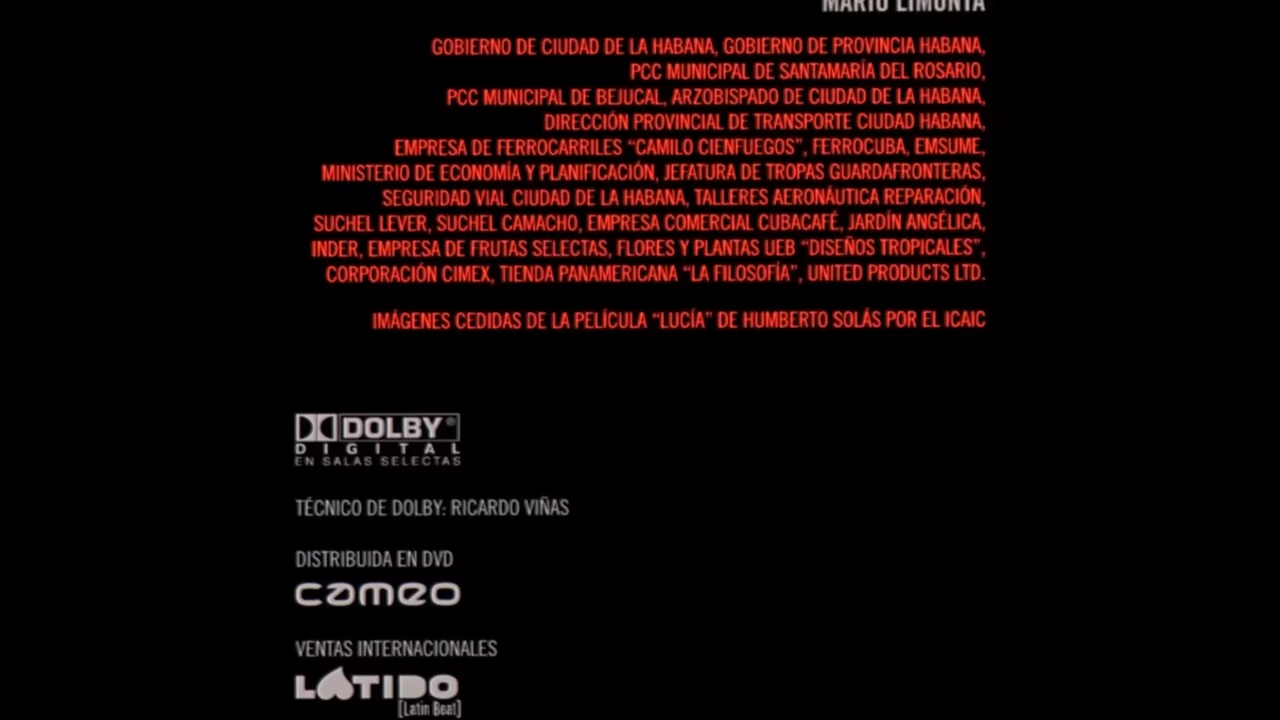 MARIO LIMONTA
GOBIERNO DE CIUDAD DE LA HABANA, GOBIERNO DE PROVINCIA HABANA,
PCC MUNICIPAL DE SANTAMARÍA DEL ROSARIO,
PCC MUNICIPAL DE BEJUCAL, ARZOBISPADO DE CIUDAD DE LA HABANA,
DIRECCIÓN PROVINCIAL DE TRANSPORTE CIUDAD HABANA,
EMPRESA DE FERROCARRILES “CAMILO CIENFUEGOS”, FERROCUBA, EMSUME,
MINISTERIO DE ECONOMÍA Y PLANIFICACIÓN, JEFATURA DE TROPAS GUARDAFRONTERAS,
SEGURIDAD VIAL CIUDAD DE LA HABANA, TALLERES AERONÁUTICA REPARACIÓN,
SUCHEL LEVER, SUCHEL CAMACHO, EMPRESA COMERCIAL CUBACAFÉ, JARDÍN ANGÉLICA,
INDER, EMPRESA DE FRUTAS SELECTAS, FLORES Y PLANTAS UEB “DISEÑOS TROPICALES”,
CORPORACIÓN CIMEX, TIENDA PANAMERICANA “LA FILOSOFÍA”, UNITED PRODUCTS LTD.
IMÁGENES CEDIDAS DE LA PELÍCULA “LUCÍA” DE HUMBERTO SOLÁS POR EL ICAIC
DOLBY®
DIGITAL
EN SALAS SELECTAS
TÉCNICO DE DOLBY: RICARDO VIÑAS
DISTRIBUIDA EN DVD
cameo
VENTAS INTERNACIONALES
LATIDO
[Latin Beat]